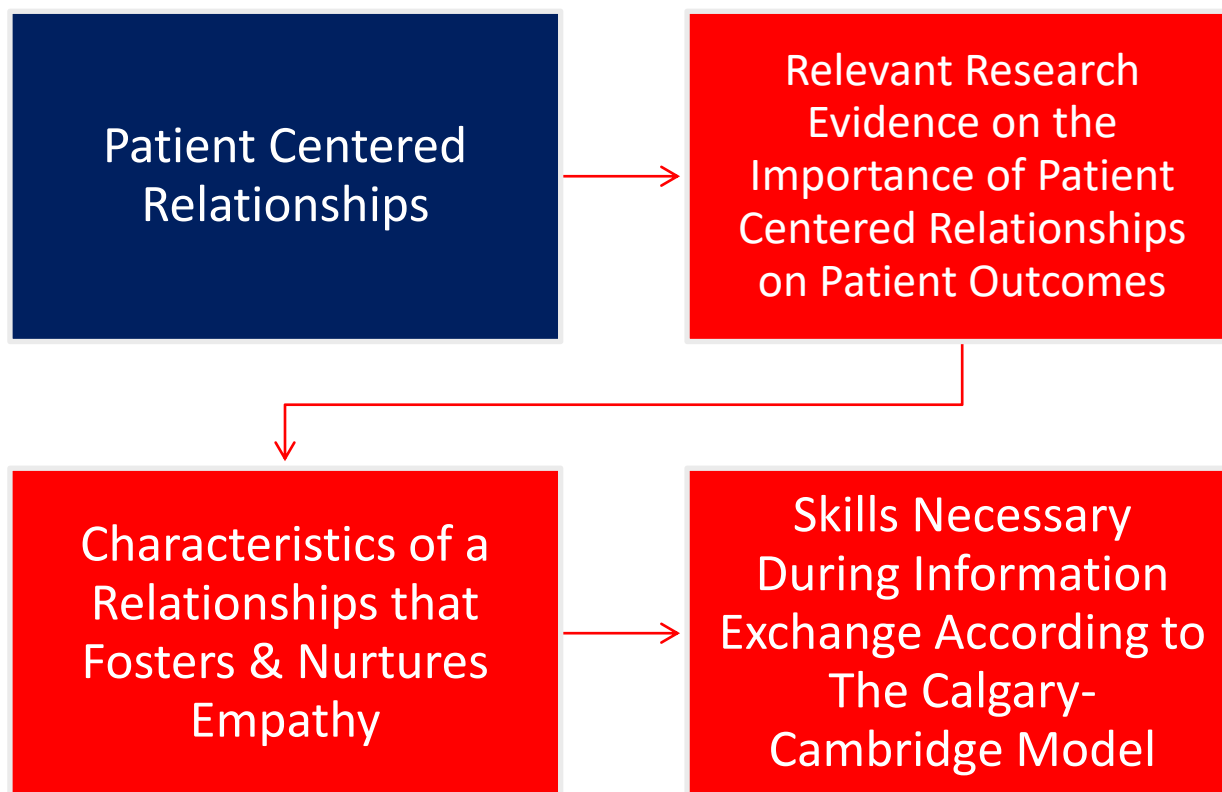 Patient Centered
Relationships
Relevant Research
Evidence on the
Importance of Patient
Centered Relationships
on Patient Outcomes
Characteristics of a
Relationships that
Fosters & Nurtures
Empathy
Skills Necessary
During Information
Exchange According to
The Calgary-
Cambridge Model